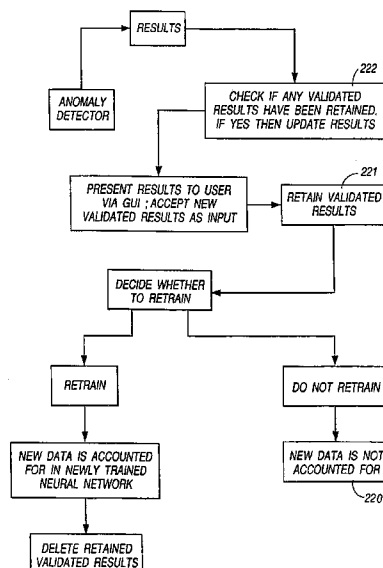 RESULTS
222
ANOMALY
DETECTOR
CHECK IF ANY VALIDATED
RESULTS HAVE BEEN RETAINED.
IF YES THEN UPDATE RESULTS
PRESENT RESULTS TO USER
VIA GUI ; ACCEPT NEW
VALIDATED RESULTS AS INPUT
221
RETAIN VALIDATED
RESULTS
DECIDE WHETHER
TO RETRAIN
RETRAIN
DO NOT RETRAIN
NEW DATA IS ACCOUNTED
FOR IN NEWLY TRAINED
NEURAL NETWORK
NEW DATA IS NOT
ACCOUNTED FOR
220
DELETE RETAINED
VALIDATED RESULTS